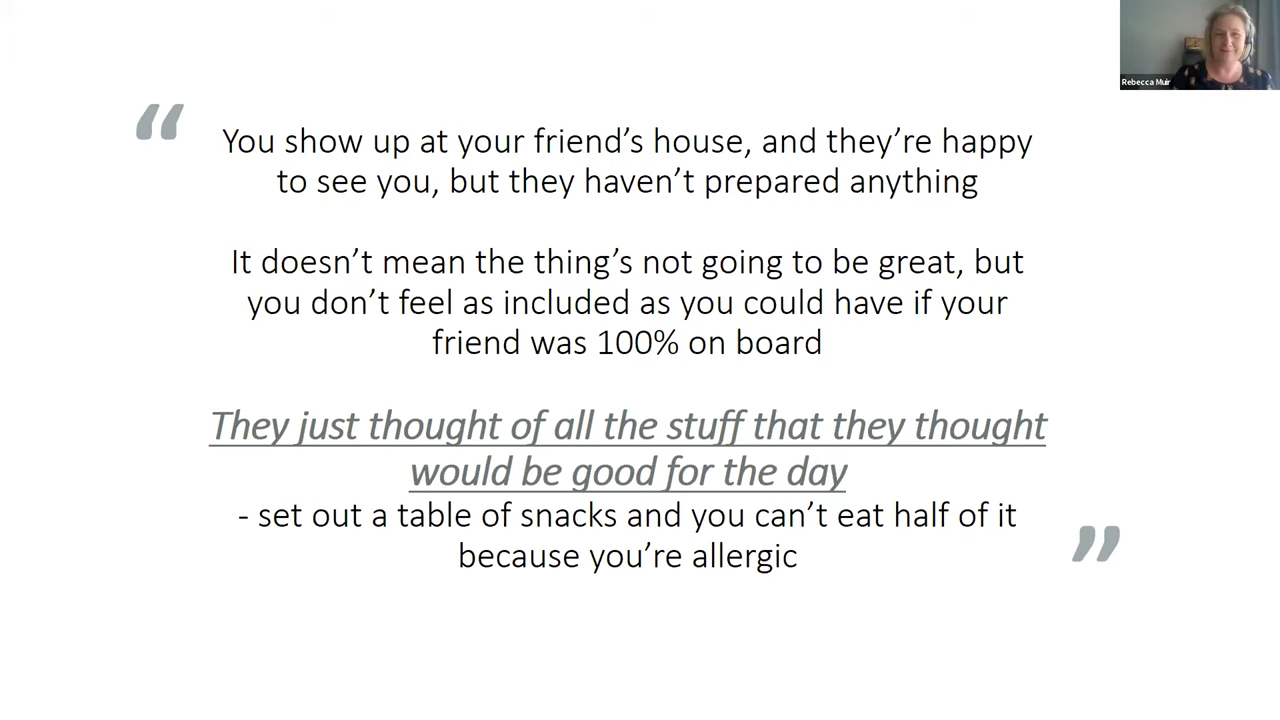 Rebecca Muir
“
You show up at your friend’s house, and they’re happy
to see you, but they haven’t prepared anything
It doesn’t mean the thing’s not going to be great, but
you don’t feel as included as you could have if your
friend was 100% on board
They just thought of all the stuff that they thought
would be good for the day
- set out a table of snacks and you can’t eat half of it
because you’re allergic
”